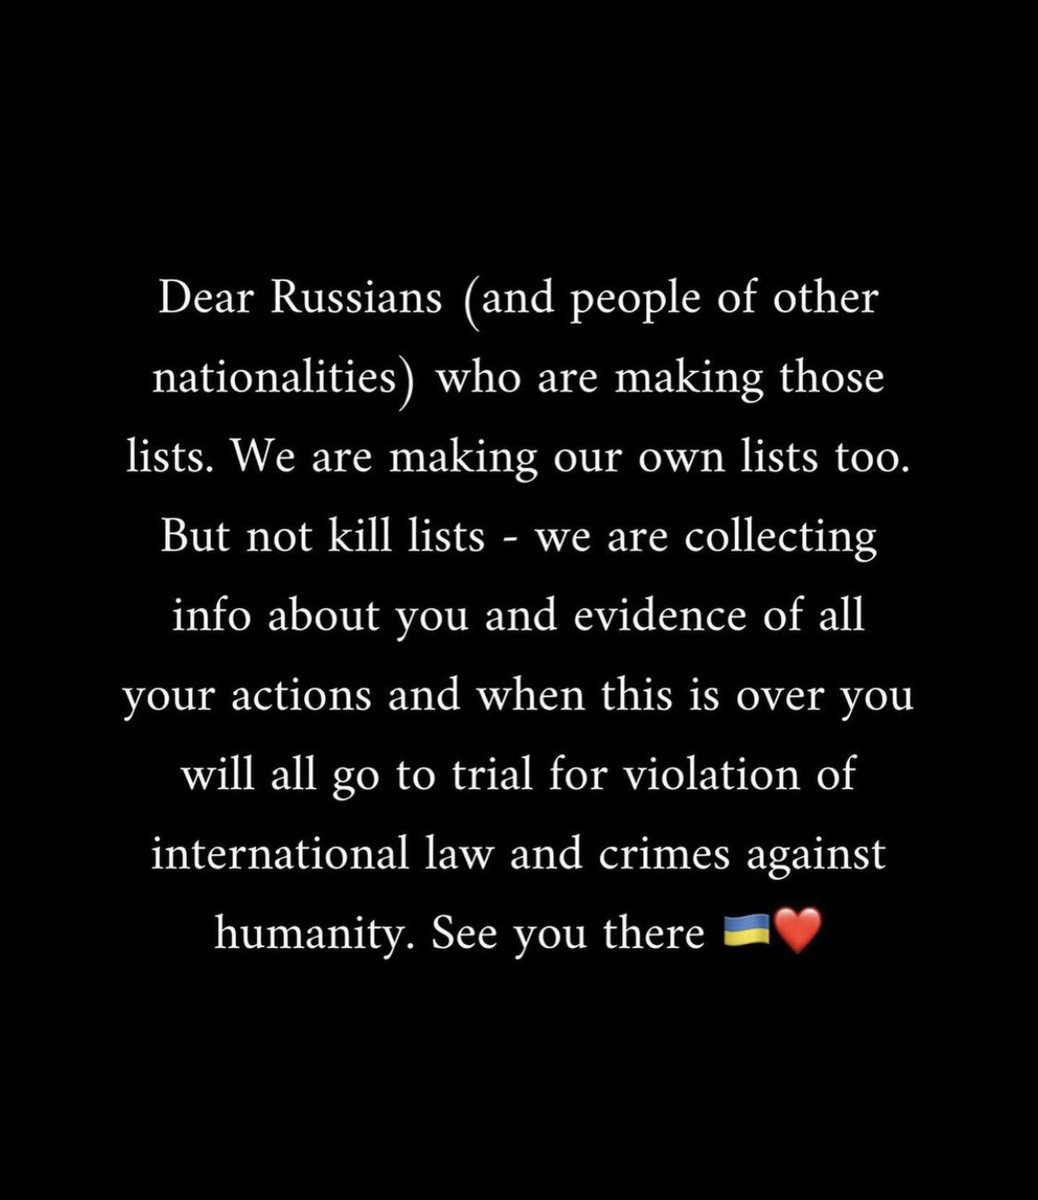 Dear Russians (and people of other
nationalities) who are making those
lists. We are making our own lists too.
But not kill lists - we are collecting
info about you and evidence of all
your actions and when this is over you
will all go to trial for violation of
international law and crimes against
humanity. See you there 🇺🇦❤️